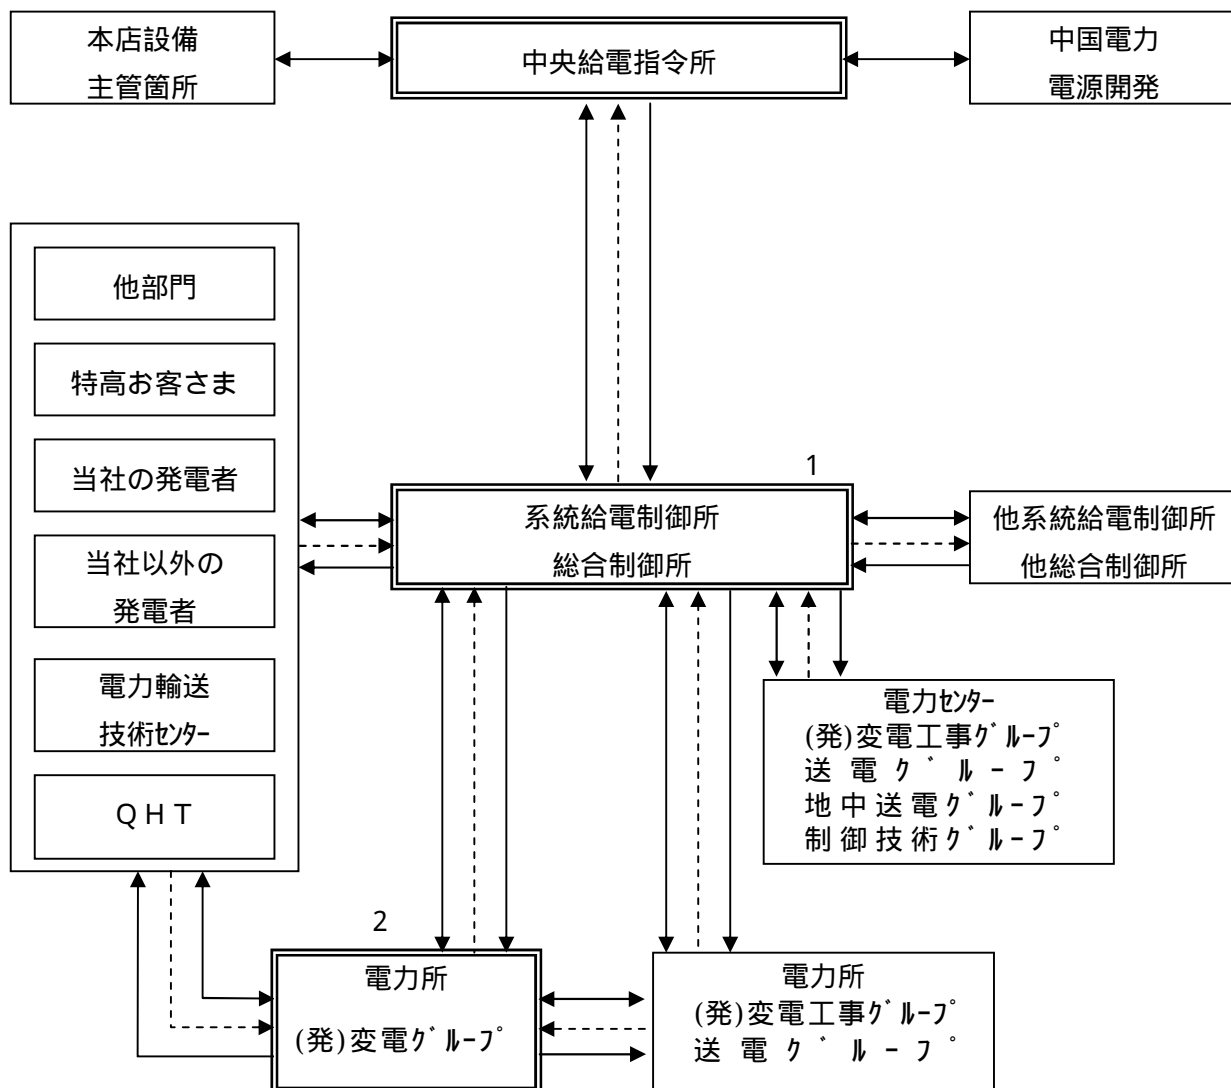 本店設備
主管箇所
中央給電指令所
中国電力
電源開発
他部門
特高お客さま
当社の発電者
当社以外の
発電者
電力輸送
技術ｾﾝﾀｰ
ＱＨＴ
1
系統給電制御所
総合制御所
他系統給電制御所
他総合制御所
電力ｾﾝﾀｰ
(発)変電工事ｸﾞﾙｰﾌﾟ
送電ｸﾞﾙｰﾌﾟ
地中送電ｸﾞﾙｰﾌﾟ
制御技術ｸﾞﾙｰﾌﾟ
2
電力所
(発)変電ｸﾞﾙｰﾌﾟ
電力所
(発)変電工事ｸﾞﾙｰﾌﾟ
送電ｸﾞﾙｰﾌﾟ